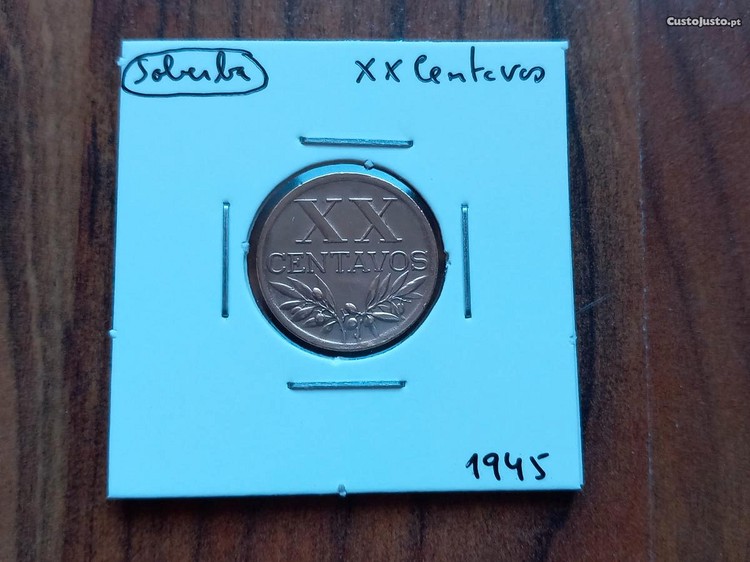 CustoJusto.pt
Soberba XX Centavos
XX
CENTAVOS
1945